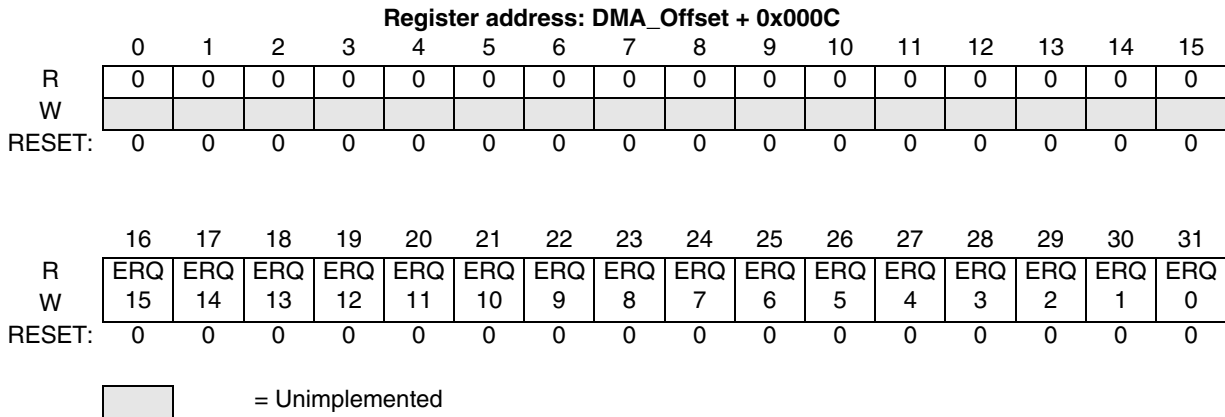 Register address: DMA_Offset + 0x000C
0 1 2 3 4 5 6 7 8 9 10 11 12 13 14 15
R 0 0 0 0 0 0 0 0 0 0 0 0 0 0 0 0
W
RESET: 0 0 0 0 0 0 0 0 0 0 0 0 0 0 0 0
16 17 18 19 20 21 22 23 24 25 26 27 28 29 30 31
R ERQ ERQ ERQ ERQ ERQ ERQ ERQ ERQ ERQ ERQ ERQ ERQ ERQ ERQ ERQ ERQ
W 15 14 13 12 11 10 9 8 7 6 5 4 3 2 1 0
RESET: 0 0 0 0 0 0 0 0 0 0 0 0 0 0 0 0
= Unimplemented